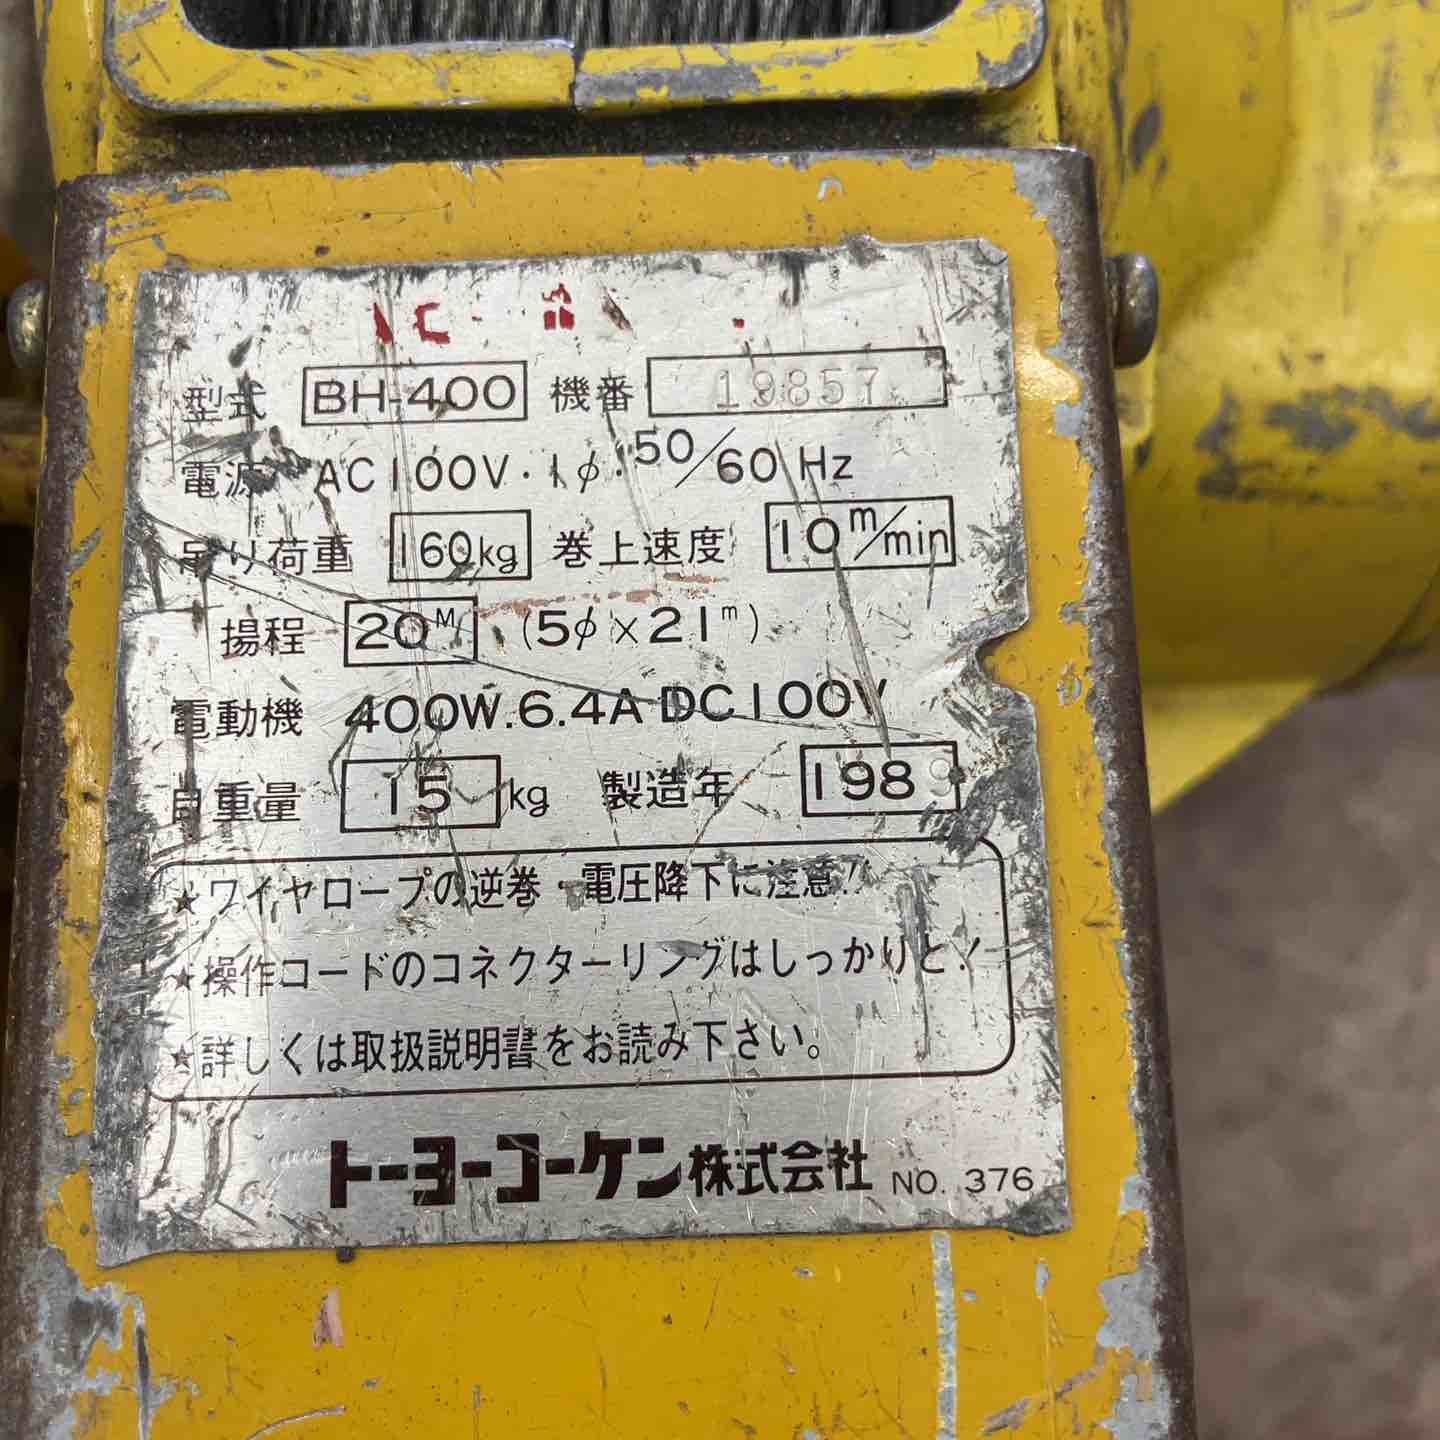 型式 BH-400 機番 19857
電源 AC100V・1φ・50/60 Hz
吊り荷重 160kg 巻上速度 10m/min
揚程 20M (5φ×21m)
電動機 400W.6.4A DC100V
自重量 15 kg 製造年 1989
★ワイヤロープの逆巻・電圧降下に注意!!
★操作コードのコネクターリングはしっかりと!
★詳しくは取扱説明書をお読み下さい。
トーヨーコーケン株式会社 NO. 376